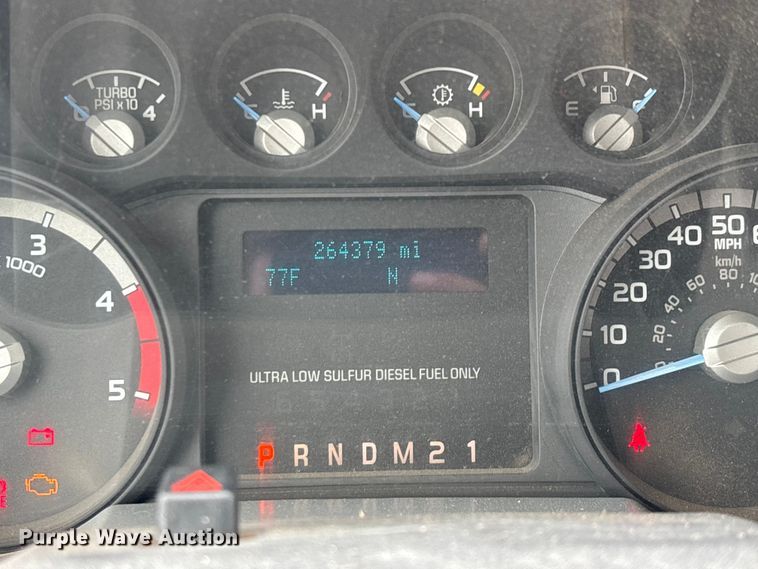 TURBO
PSI x 10
0 4
C H
C H
E
3
1000
4
5
264379 mi
77F N
ULTRA LOW SULFUR DIESEL FUEL ONLY
P R N D M 2 1
50
MPH
40
30
20
10
0
km/h
80
60
40
20
Purple Wave Auction